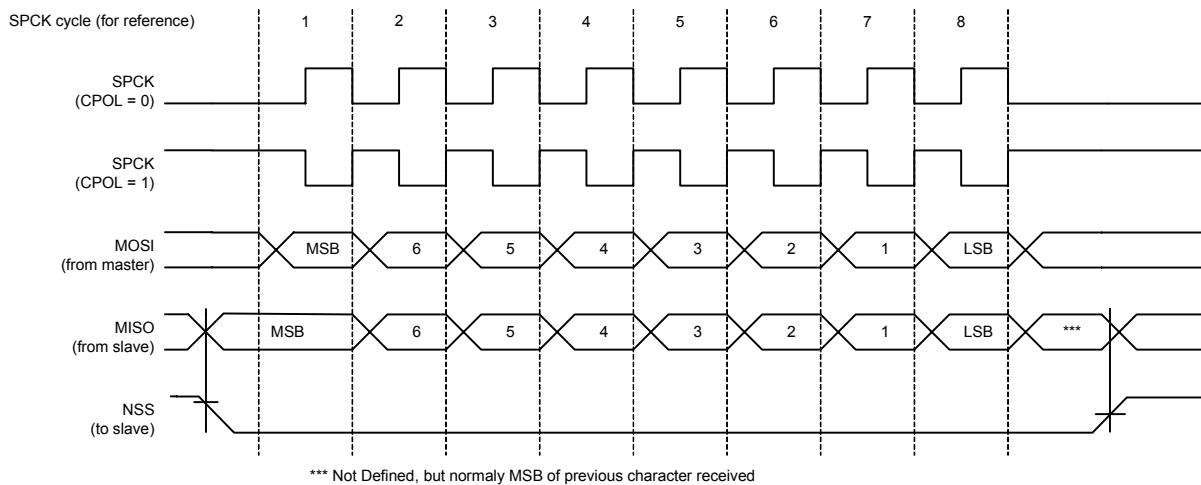 SPCK cycle (for reference) 1 2 3 4 5 6 7 8
SPCK
(CPOL = 0)
SPCK
(CPOL = 1)
MOSI
(from master)
MSB 6 5 4 3 2 1 LSB
MISO
(from slave)
MSB 6 5 4 3 2 1 LSB ***
NSS
(to slave)
*** Not Defined, but normaly MSB of previous character received